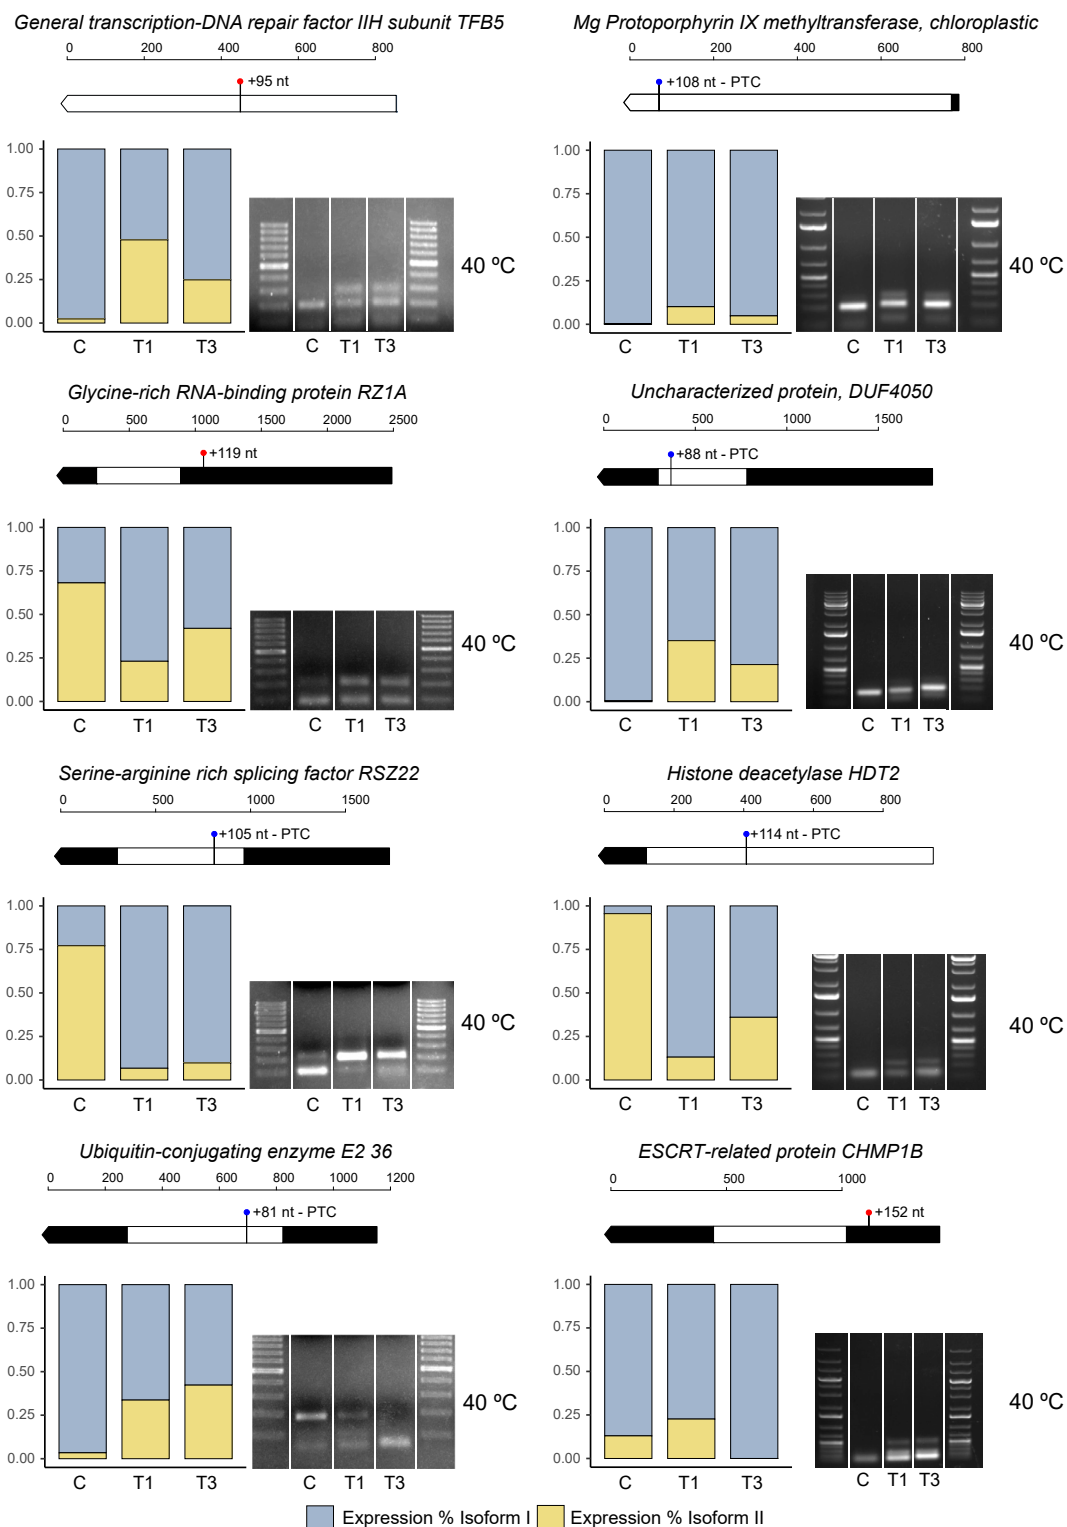 General transcription-DNA repair factor IIH subunit TFB5
0 200 400 600 800
+95 nt
1.00
0.75
0.50
0.25
0.00
C T1 T3
C T1 T3
40 ºC
Mg Protoporphyrin IX methyltransferase, chloroplastic
0 200 400 600 800
+108 nt - PTC
1.00
0.75
0.50
0.25
0.00
C T1 T3
C T1 T3
40 ºC
Glycine-rich RNA-binding protein RZ1A
0 500 1000 1500 2000 2500
+119 nt
1.00
0.75
0.50
0.25
0.00
C T1 T3
C T1 T3
40 ºC
Uncharacterized protein, DUF4050
0 500 1000 1500
+88 nt - PTC
1.00
0.75
0.50
0.25
0.00
C T1 T3
C T1 T3
40 ºC
Serine-arginine rich splicing factor RSZ22
0 500 1000 1500
+105 nt - PTC
1.00
0.75
0.50
0.25
0.00
C T1 T3
C T1 T3
40 ºC
Histone deacetylase HDT2
0 200 400 600 800
+114 nt - PTC
1.00
0.75
0.50
0.25
0.00
C T1 T3
C T1 T3
40 ºC
Ubiquitin-conjugating enzyme E2 36
0 200 400 600 800 1000 1200
+81 nt - PTC
1.00
0.75
0.50
0.25
0.00
C T1 T3
C T1 T3
40 ºC
ESCRT-related protein CHMP1B
0 500 1000
+152 nt
1.00
0.75
0.50
0.25
0.00
C T1 T3
C T1 T3
40 ºC
Expression % Isoform I Expression % Isoform II